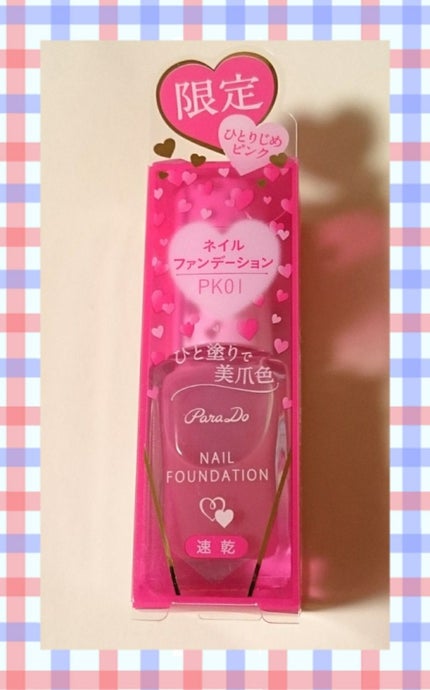 限定
ひとりじめ
ピンク
ネイル
ファンデーション
PK01
ひと塗りで
美爪色
ParaDo
NAIL
FOUNDATION
速乾